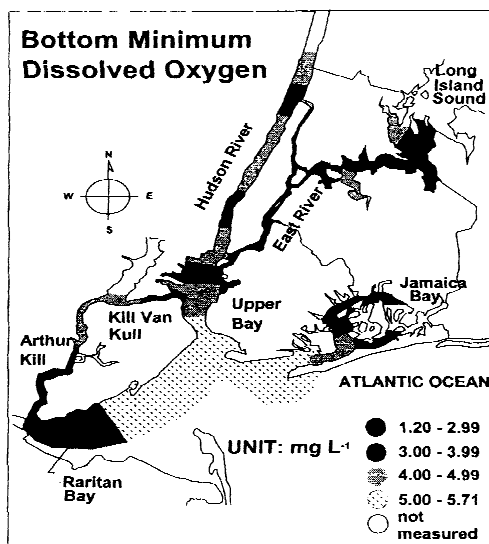 Bottom Minimum
Dissolved Oxygen
Long
Island
Sound
Hudson River
N
W
E
S
East River
Jamaica
Bay
Upper
Bay
Kill Van
Kull
Arthur
Kill
ATLANTIC OCEAN
UNIT: mg L-1
Raritan
Bay
1.20 - 2.99
3.00 - 3.99
4.00 - 4.99
5.00 - 5.71
not
measured